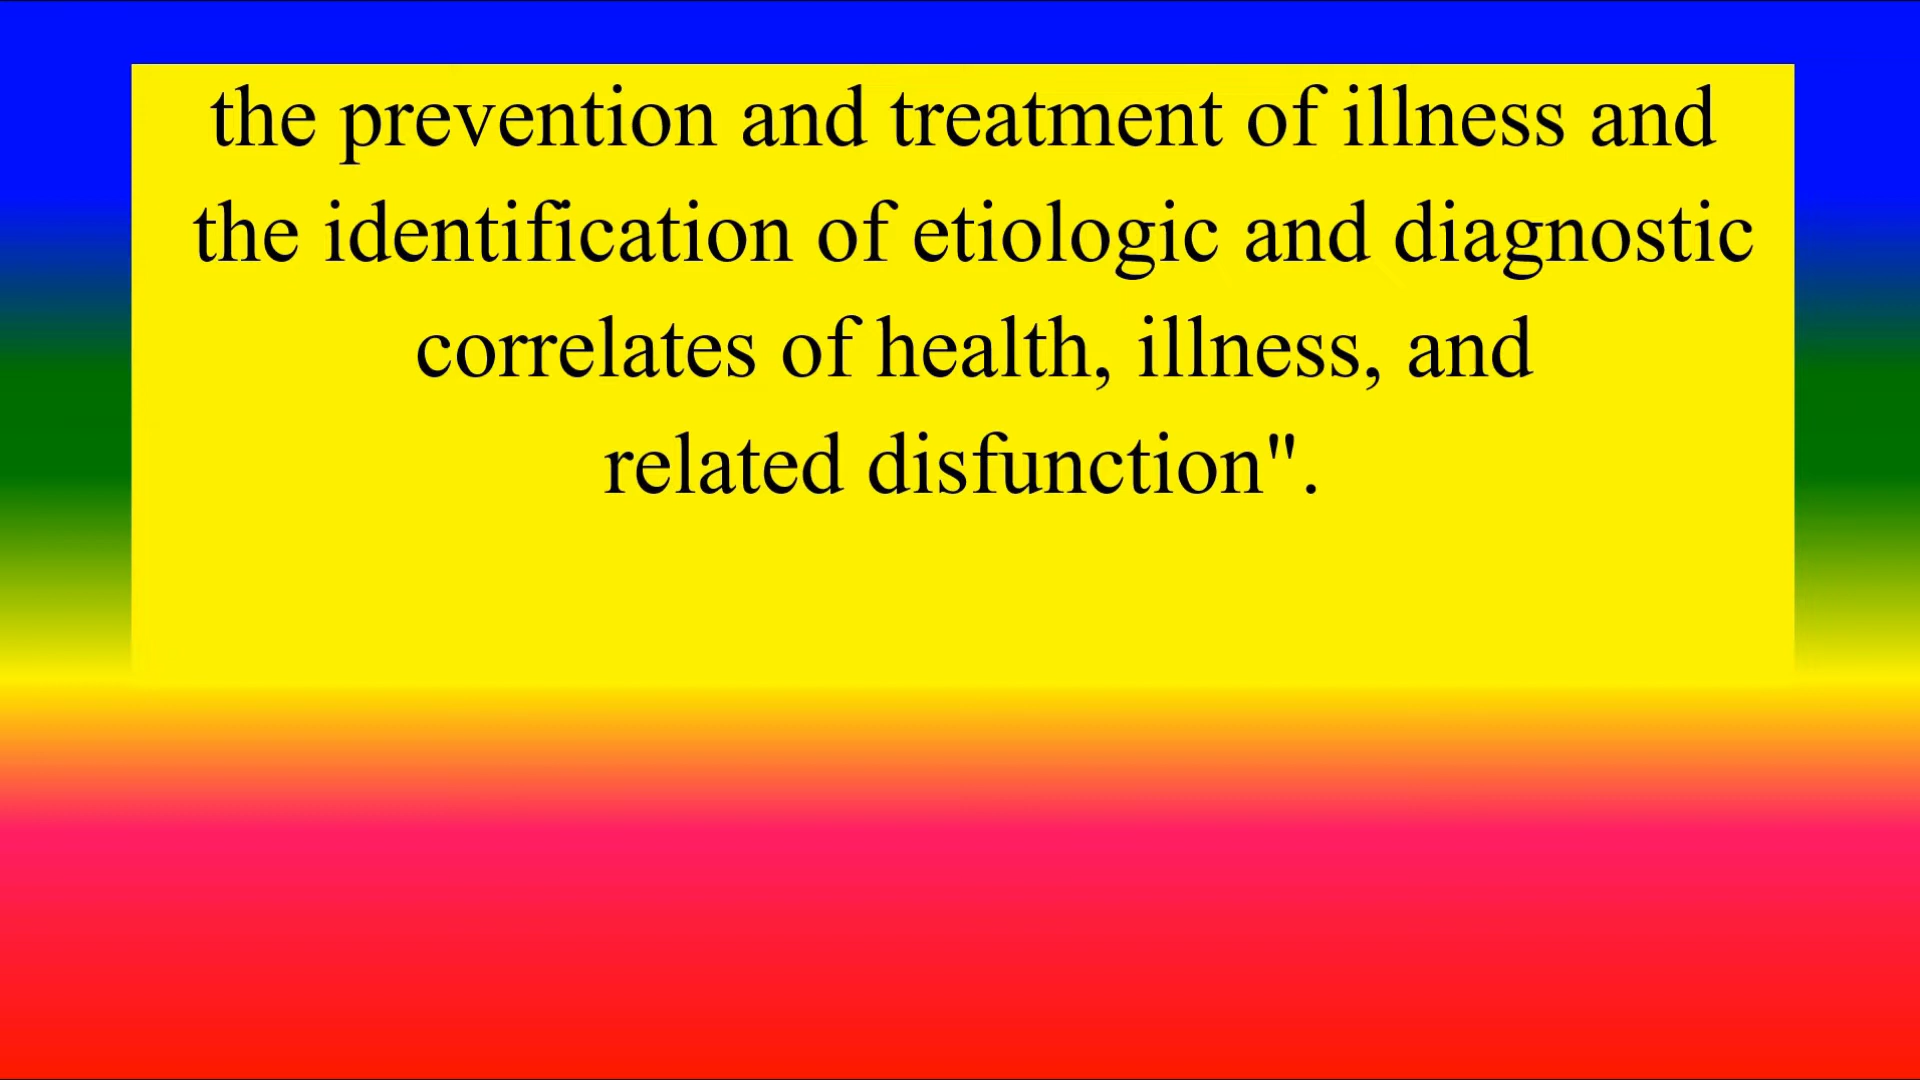 the prevention and treatment of illness and
the identification of etiologic and diagnostic
correlates of health, illness, and
related disfunction".